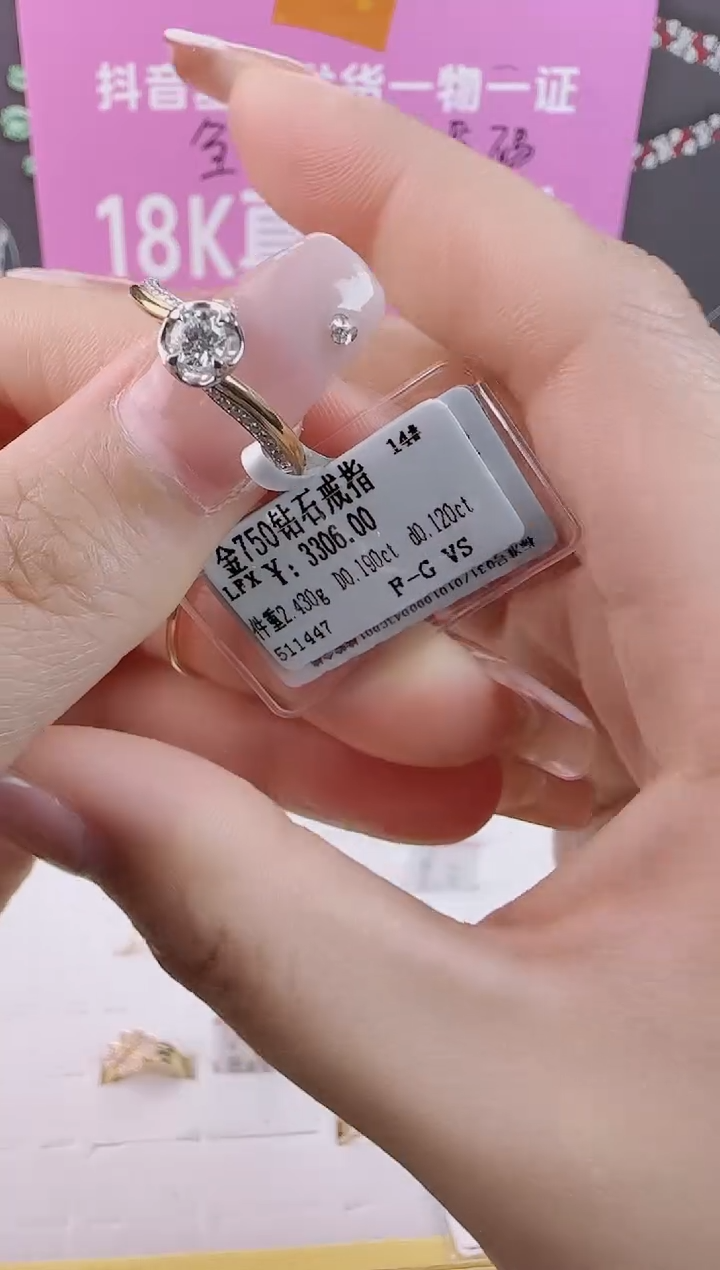 抖音 货一物一证
全
18K
14#
金750钻石戒指
LFX ￥: 3306.00
件重2.430g D0.190ct d0.120ct
511447 F-G VS